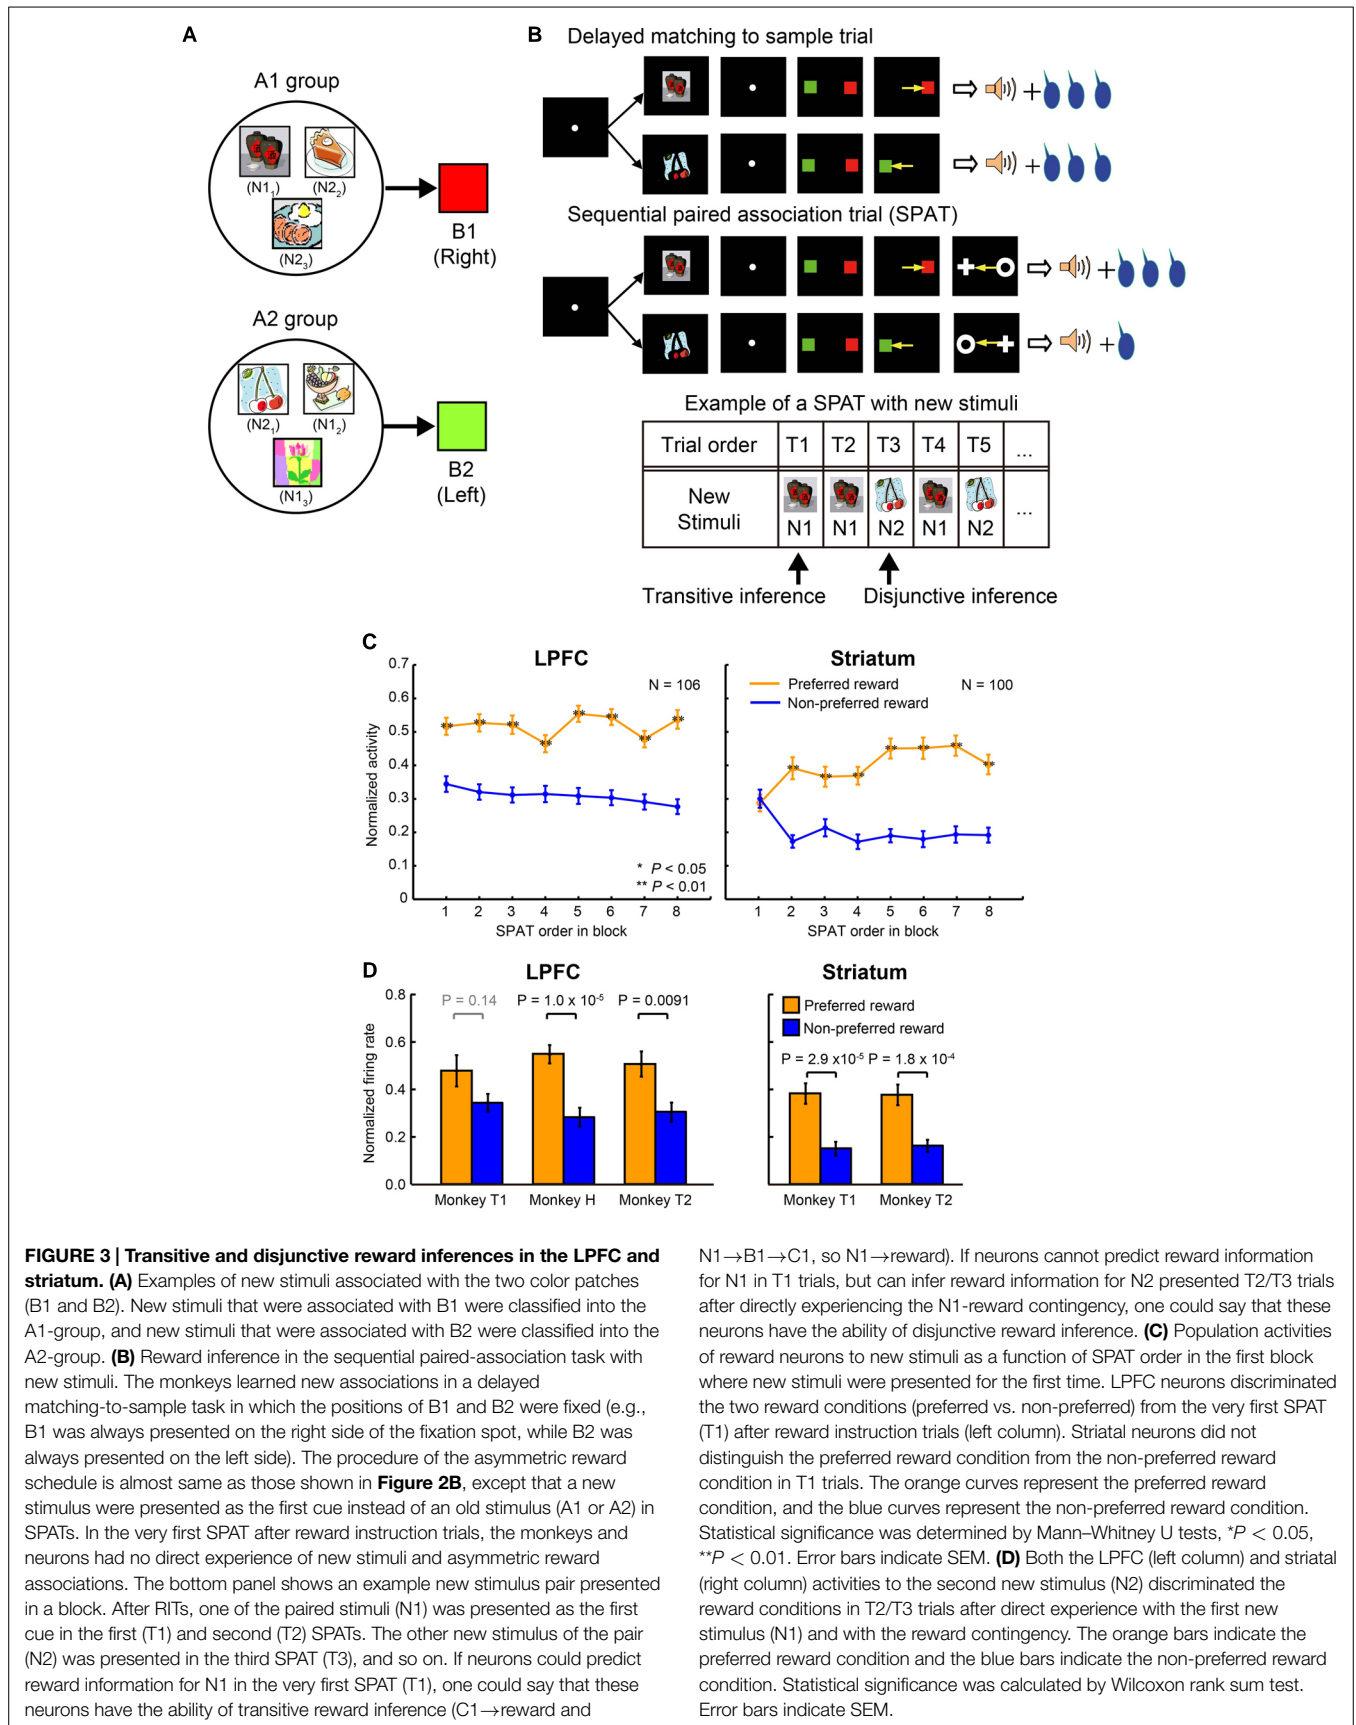 A
A1 group
(N1₁)
(N2₂)
(N2₃)
B1
(Right)
A2 group
(N2₁)
(N1₂)
(N1₃)
B2
(Left)
B
Delayed matching to sample trial
+
+
Sequential paired association trial (SPAT)
+
+
Example of a SPAT with new stimuli
Trial order T1 T2 T3 T4 T5 ...
New Stimuli N1 N1 N2 N1 N2 ...
Transitive inference
Disjunctive inference
C
LPFC
N = 106
Normalized activity
0.7
0.6
0.5
0.4
0.3
0.2
0.1
0
** ** ** ** ** ** ** **
* P < 0.05
** P < 0.01
1 2 3 4 5 6 7 8
SPAT order in block
Striatum
Preferred reward
Non-preferred reward
N = 100
** ** ** ** ** ** **
1 2 3 4 5 6 7 8
SPAT order in block
D
LPFC
Normalized firing rate
0.8
0.6
0.4
0.2
0.0
P = 0.14
P = 1.0 x 10⁻⁵
P = 0.0091
Monkey T1
Monkey H
Monkey T2
Striatum
Preferred reward
Non-preferred reward
P = 2.9 x10⁻⁵
P = 1.8 x 10⁻⁴
Monkey T1
Monkey T2
FIGURE 3 | Transitive and disjunctive reward inferences in the LPFC and
striatum. (A) Examples of new stimuli associated with the two color patches
(B1 and B2). New stimuli that were associated with B1 were classified into the
A1-group, and new stimuli that were associated with B2 were classified into the
A2-group. (B) Reward inference in the sequential paired-association task with
new stimuli. The monkeys learned new associations in a delayed
matching-to-sample task in which the positions of B1 and B2 were fixed (e.g.,
B1 was always presented on the right side of the fixation spot, while B2 was
always presented on the left side). The procedure of the asymmetric reward
schedule is almost same as those shown in Figure 2B, except that a new
stimulus were presented as the first cue instead of an old stimulus (A1 or A2) in
SPATs. In the very first SPAT after reward instruction trials, the monkeys and
neurons had no direct experience of new stimuli and asymmetric reward
associations. The bottom panel shows an example new stimulus pair presented
in a block. After RITs, one of the paired stimuli (N1) was presented as the first
cue in the first (T1) and second (T2) SPATs. The other new stimulus of the pair
(N2) was presented in the third SPAT (T3), and so on. If neurons could predict
reward information for N1 in the very first SPAT (T1), one could say that these
neurons have the ability of transitive reward inference (C1→reward and
N1→B1→C1, so N1→reward). If neurons cannot predict reward information
for N1 in T1 trials, but can infer reward information for N2 presented T2/T3 trials
after directly experiencing the N1-reward contingency, one could say that these
neurons have the ability of disjunctive reward inference. (C) Population activities
of reward neurons to new stimuli as a function of SPAT order in the first block
where new stimuli were presented for the first time. LPFC neurons discriminated
the two reward conditions (preferred vs. non-preferred) from the very first SPAT
(T1) after reward instruction trials (left column). Striatal neurons did not
distinguish the preferred reward condition from the non-preferred reward
condition in T1 trials. The orange curves represent the preferred reward
condition, and the blue curves represent the non-preferred reward condition.
Statistical significance was determined by Mann–Whitney U tests, *P < 0.05,
**P < 0.01. Error bars indicate SEM. (D) Both the LPFC (left column) and striatal
(right column) activities to the second new stimulus (N2) discriminated the
reward conditions in T2/T3 trials after direct experience with the first new
stimulus (N1) and with the reward contingency. The orange bars indicate the
preferred reward condition and the blue bars indicate the non-preferred reward
condition. Statistical significance was calculated by Wilcoxon rank sum test.
Error bars indicate SEM.